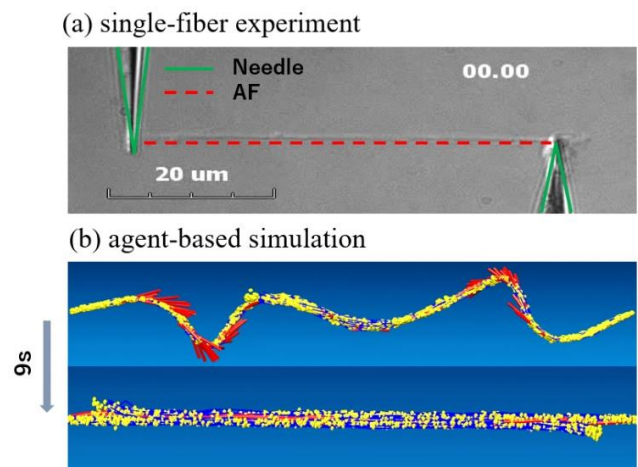 (a) single-fiber experiment
Needle
AF
00.00
20 um
(b) agent-based simulation
9s